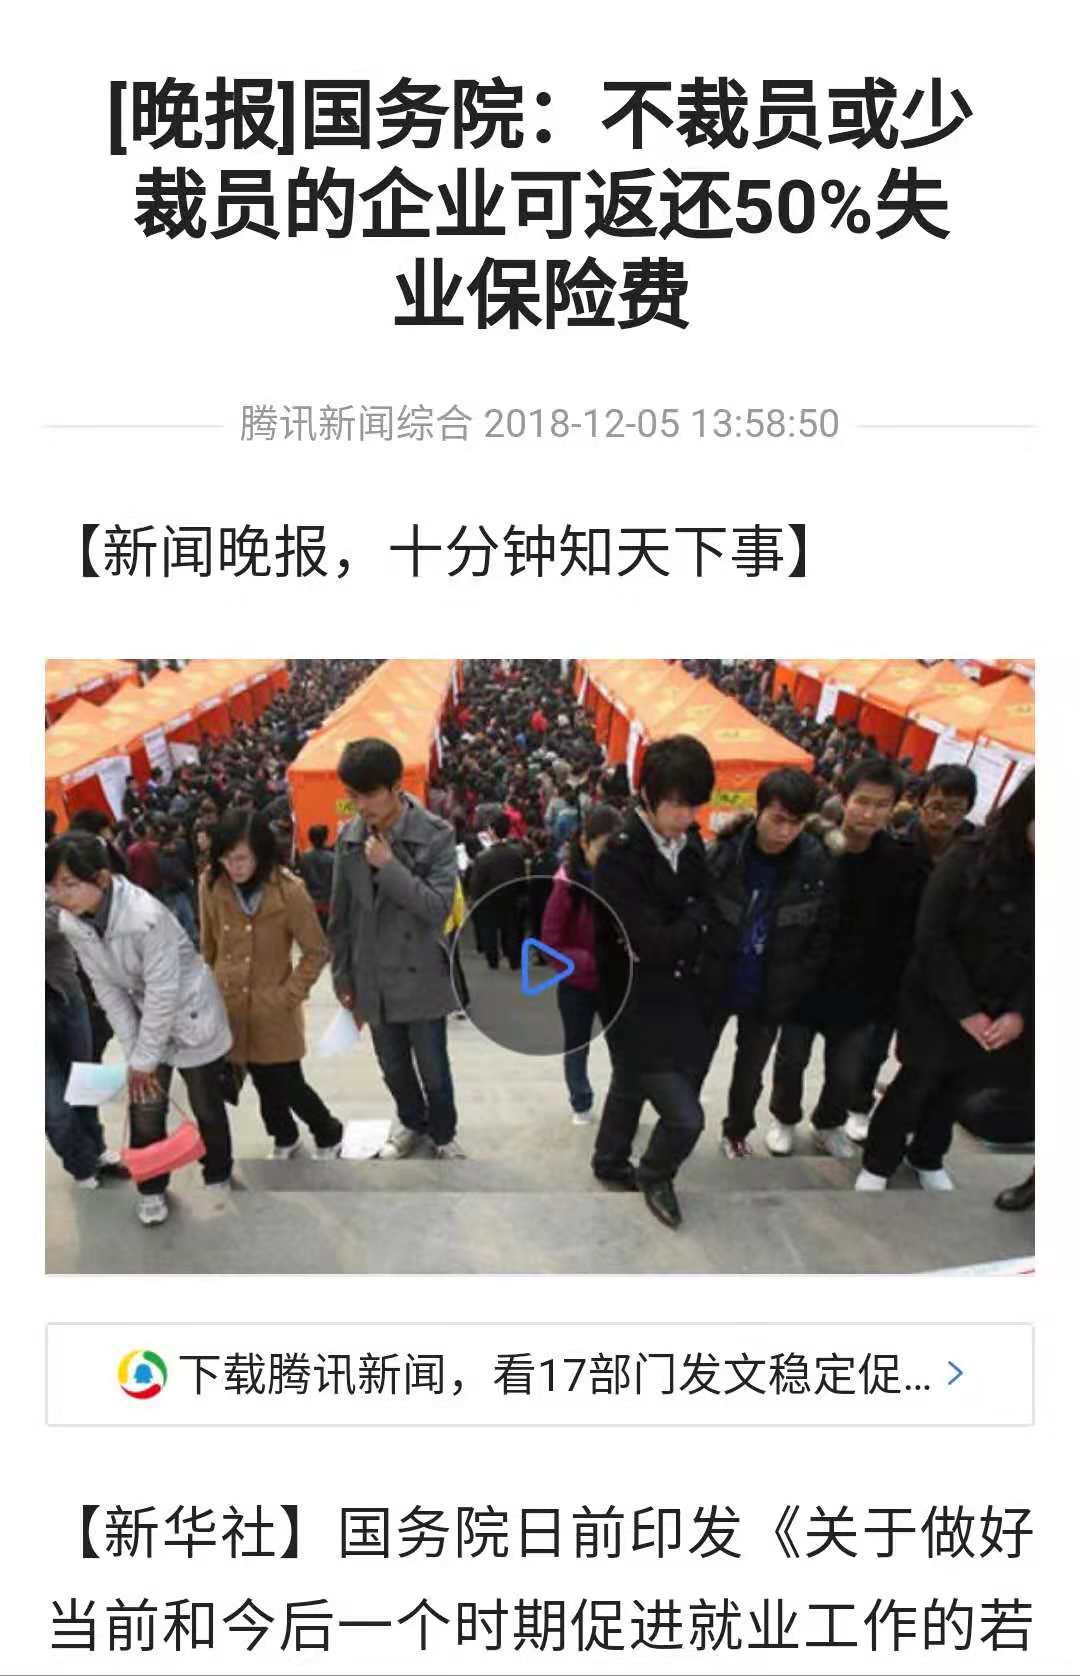 [晚报]国务院：不裁员或少
裁员的企业可返还50%失
业保险费
腾讯新闻综合 2018-12-05 13:58:50
【新闻晚报，十分钟知天下事】
下载腾讯新闻，看17部门发文稳定促...
【新华社】国务院日前印发《关于做好
当前和今后一个时期促进就业工作的若